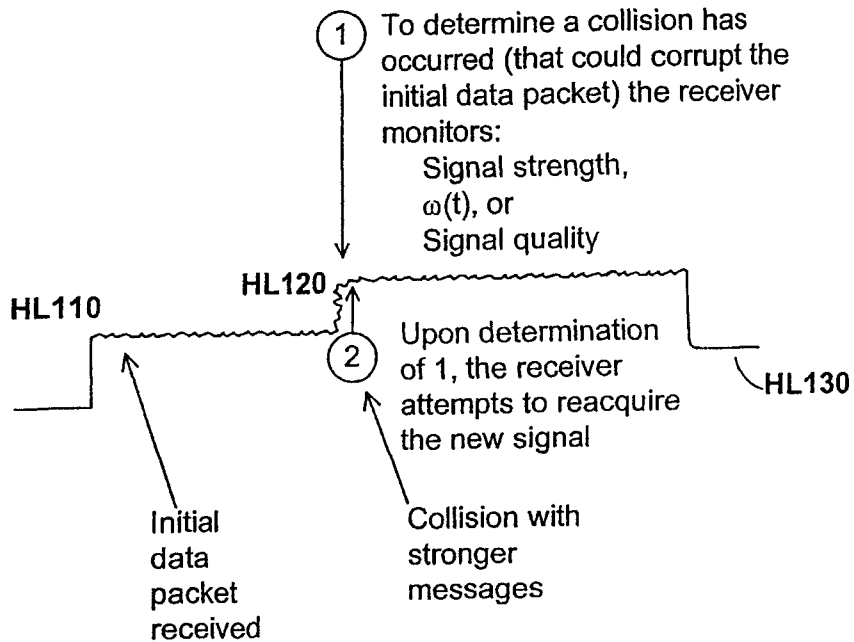 1
To determine a collision has
occurred (that could corrupt the
initial data packet) the receiver
monitors:
Signal strength,
ω(t), or
Signal quality
HL110
HL120
2
Upon determination
of 1, the receiver
attempts to reacquire
the new signal
HL130
Initial
data
packet
received
Collision with
stronger
messages